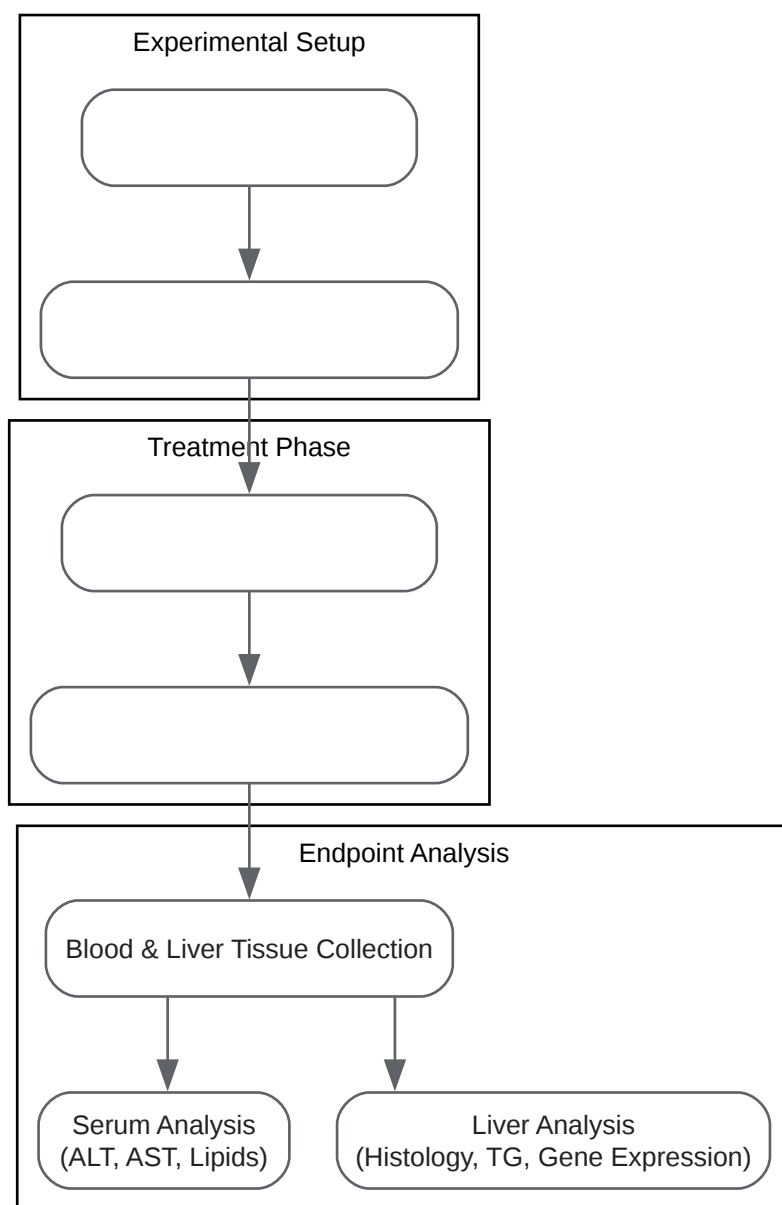 Experimental Setup
Treatment Phase
Endpoint Analysis
Blood & Liver Tissue Collection
Serum Analysis
(ALT, AST, Lipids)
Liver Analysis
(Histology, TG, Gene Expression)